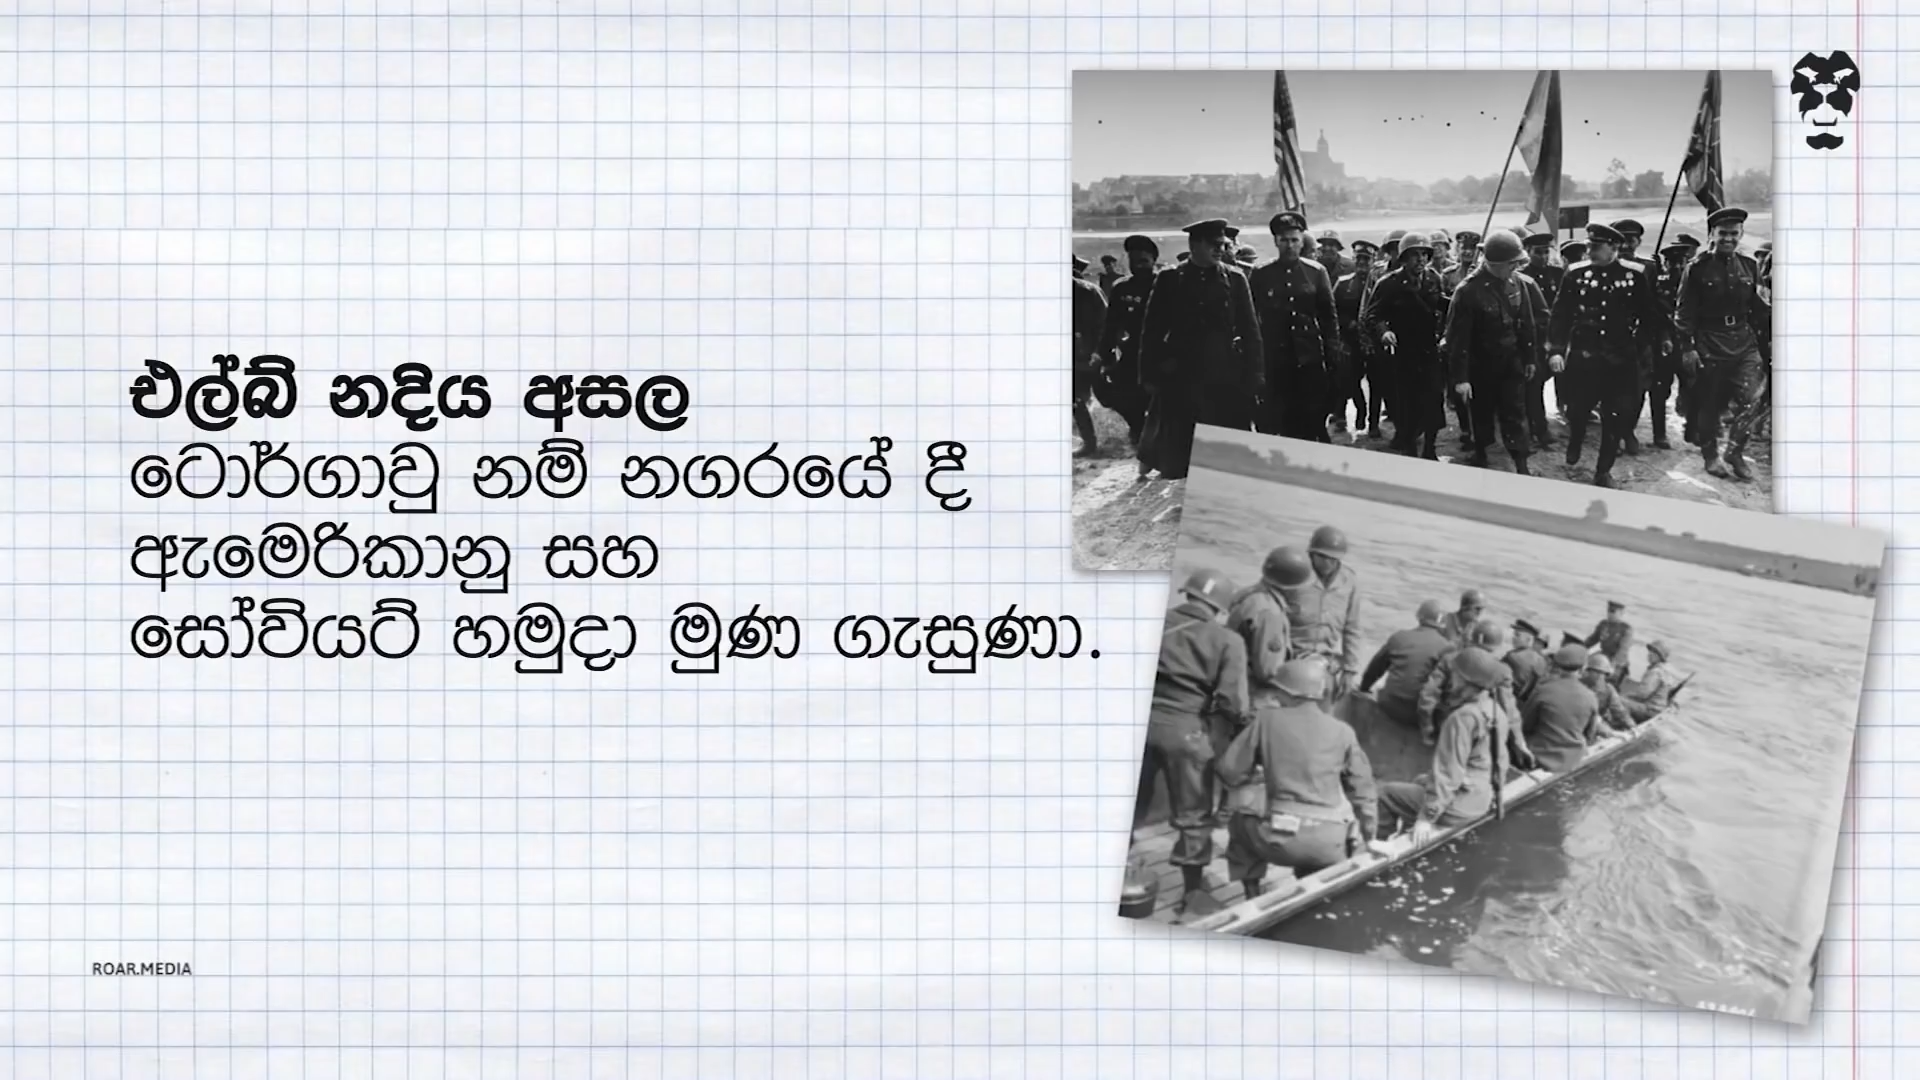 එල්බ් නදිය අසල
ටෝර්ගාවු නම් නගරයේ දී
ඇමෙරිකානු සහ
සෝවියට් හමුදා මුණ ගැසුණා.
ROAR.MEDIA